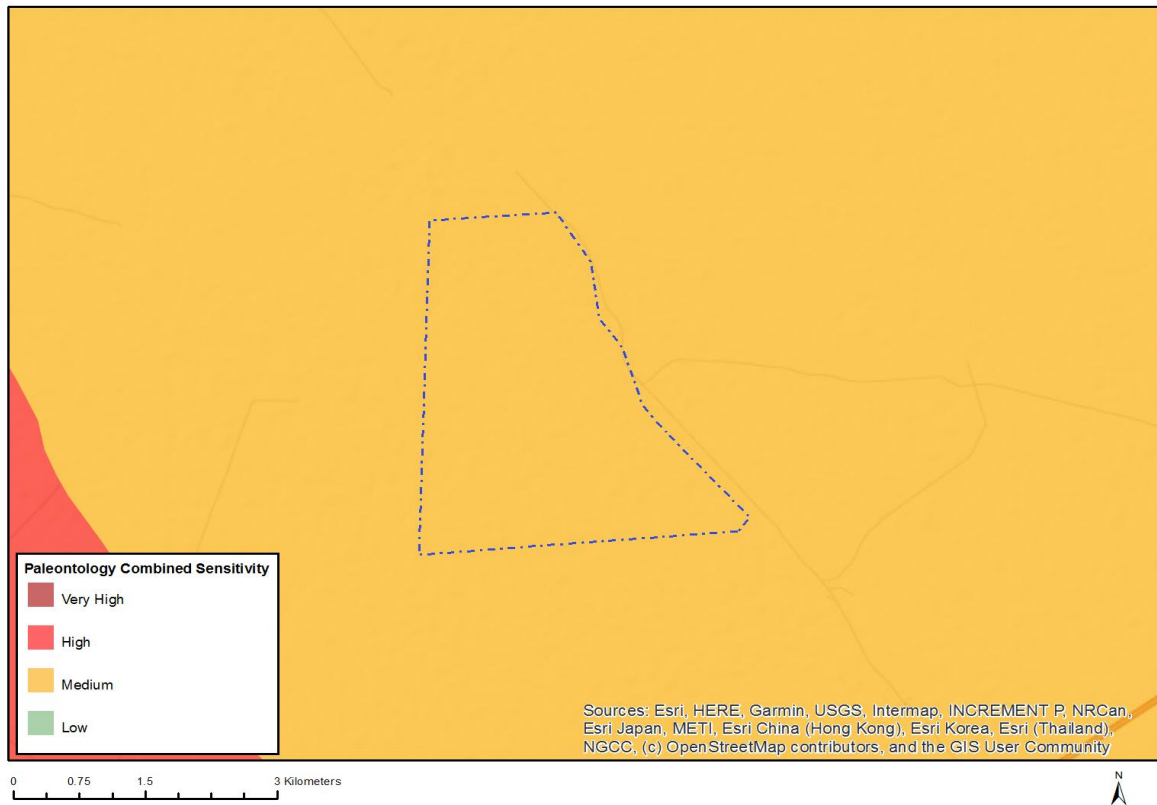 Paleontology Combined Sensitivity
Very High
High
Medium
Low
Sources: Esri, HERE, Garmin, USGS, Intermap, INCREMENT P, NRCan,
Esri Japan, METI, Esri China (Hong Kong), Esri Korea, Esri (Thailand),
NGCC, (c) OpenStreetMap contributors, and the GIS User Community
0 0.75 1.5 3 Kilometers
N